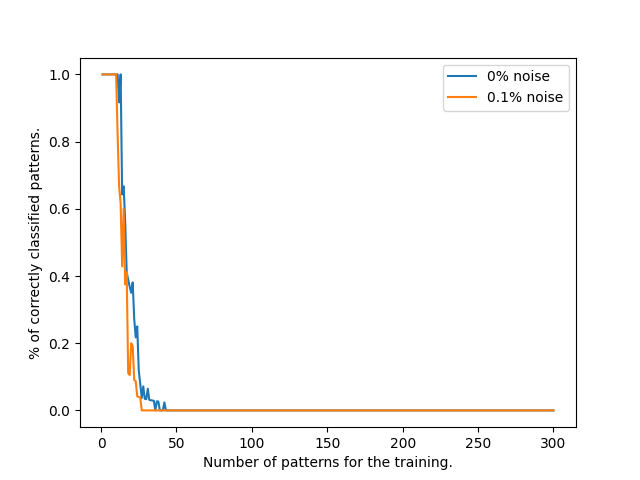 0% noise
0.1% noise
% of correctly classified patterns.
1.0
0.8
0.6
0.4
0.2
0.0
0 50 100 150 200 250 300
Number of patterns for the training.